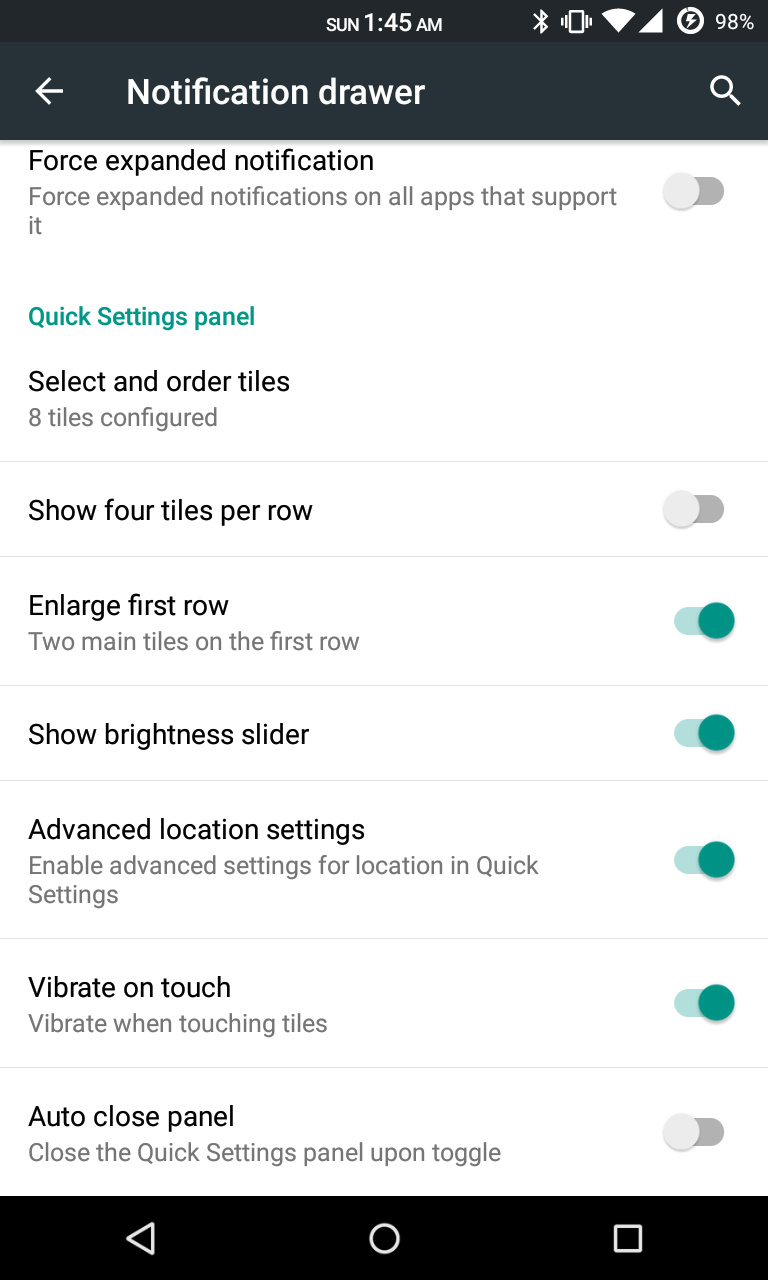 SUN 1:45 AM 98%
Notification drawer
Force expanded notification
Force expanded notifications on all apps that support
it
Quick Settings panel
Select and order tiles
8 tiles configured
Show four tiles per row
Enlarge first row
Two main tiles on the first row
Show brightness slider
Advanced location settings
Enable advanced settings for location in Quick
Settings
Vibrate on touch
Vibrate when touching tiles
Auto close panel
Close the Quick Settings panel upon toggle